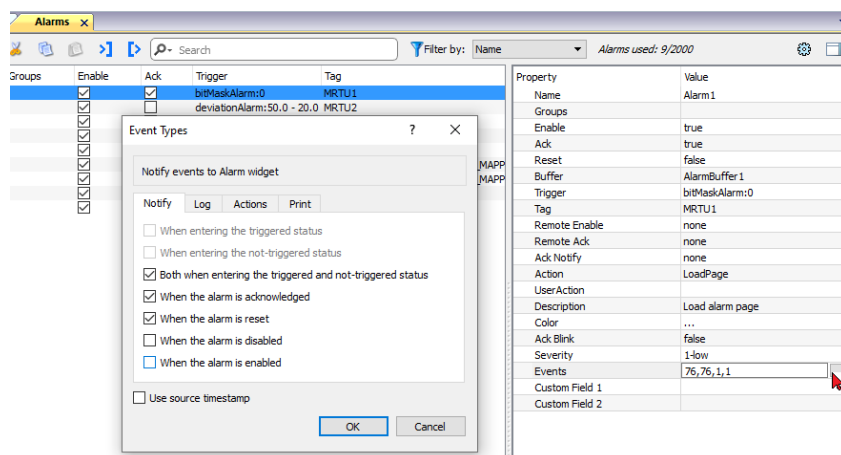 Alarms x
Search
Filter by: Name
Alarms used: 9/2000
Groups Enable Ack Trigger Tag
bitMaskAlarm:0 MRTU1
deviationAlarm:50.0 - 20.0 MRTU2
_MAPP
_MAPP
Event Types ? X
Notify events to Alarm widget
Notify Log Actions Print
When entering the triggered status
When entering the not-triggered status
Both when entering the triggered and not-triggered status
When the alarm is acknowledged
When the alarm is reset
When the alarm is disabled
When the alarm is enabled
Use source timestamp
OK Cancel
Property Value
Name Alarm1
Groups
Enable true
Ack true
Reset false
Buffer AlarmBuffer1
Trigger bitMaskAlarm:0
Tag MRTU1
Remote Enable none
Remote Ack none
Ack Notify none
Action LoadPage
UserAction
Description Load alarm page
Color ...
Ack Blink false
Severity 1-low
Events 76,76,1,1
Custom Field 1
Custom Field 2